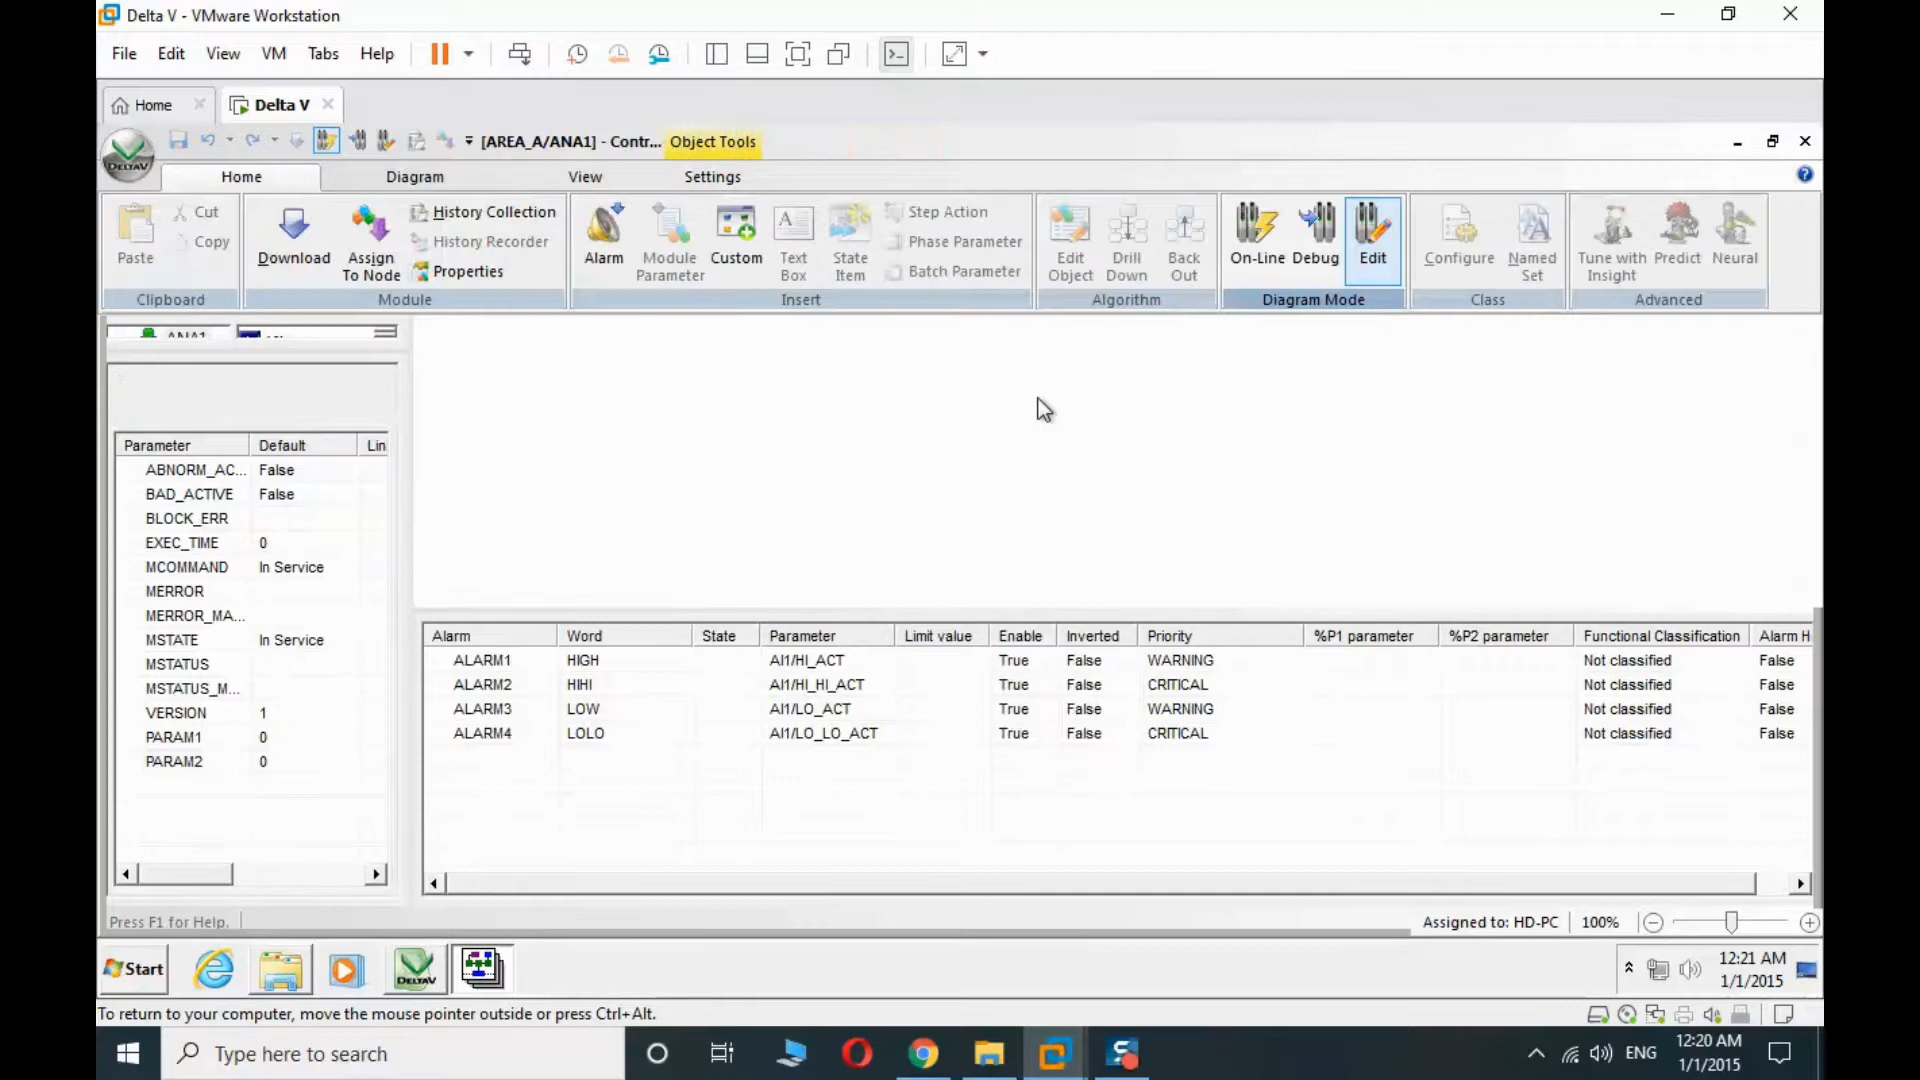 Delta V - VMware Workstation
File Edit View VM Tabs Help
Home Delta V
[AREA_A/ANA1] - Contr... Object Tools
DELTAV
Home Diagram View Settings
Paste Cut Copy Clipboard
Download Assign To Node History Collection History Recorder Properties Module
Alarm Module Parameter Custom Text Box State Item Step Action Phase Parameter Batch Parameter Insert
Edit Object Drill Down Back Out Algorithm
On-Line Debug Edit Diagram Mode
Configure Named Set Class
Tune with Insight Predict Neural Advanced
ANA1
Parameter Default Lin
ABNORM_AC... False
BAD_ACTIVE False
BLOCK_ERR
EXEC_TIME 0
MCOMMAND In Service
MERROR
MERROR_MA...
MSTATE In Service
MSTATUS
MSTATUS_M...
VERSION 1
PARAM1 0
PARAM2 0
Alarm Word State Parameter Limit value Enable Inverted Priority %P1 parameter %P2 parameter Functional Classification Alarm H
ALARM1 HIGH AI1/HI_ACT True False WARNING Not classified False
ALARM2 HIHI AI1/HI_HI_ACT True False CRITICAL Not classified False
ALARM3 LOW AI1/LO_ACT True False WARNING Not classified False
ALARM4 LOLO AI1/LO_LO_ACT True False CRITICAL Not classified False
Press F1 for Help.
Assigned to: HD-PC 100%
Start DELTAV 12:21 AM
1/1/2015
To return to your computer, move the mouse pointer outside or press Ctrl+Alt.
Type here to search ENG 12:20 AM
1/1/2015